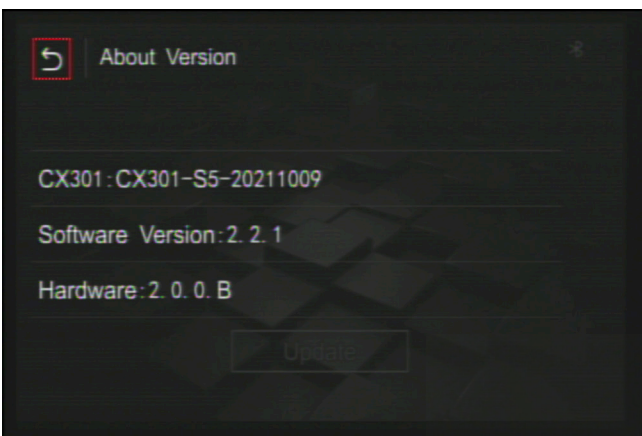 About Version
CX301:CX301-S5-20211009
Software Version:2.2.1
Hardware:2.0.0.B
Update